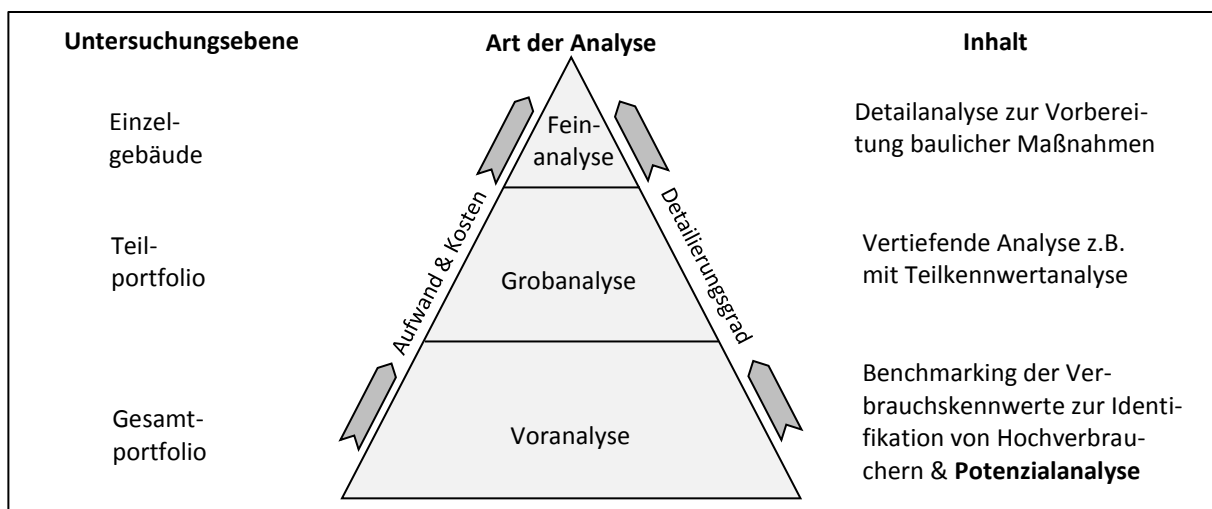 Untersuchungsebene
Art der Analyse
Inhalt
Einzel-
gebäude
Fein-
analyse
Detailanalyse zur Vorberei-
tung baulicher Maßnahmen
Aufwand & Kosten
Detailierungsgrad
Teil-
portfolio
Grobanalyse
Vertiefende Analyse z.B.
mit Teilkennwertanalyse
Gesamt-
portfolio
Voranalyse
Benchmarking der Ver-
brauchskennwerte zur Identi-
fikation von Hochverbrau-
chern & Potenzialanalyse